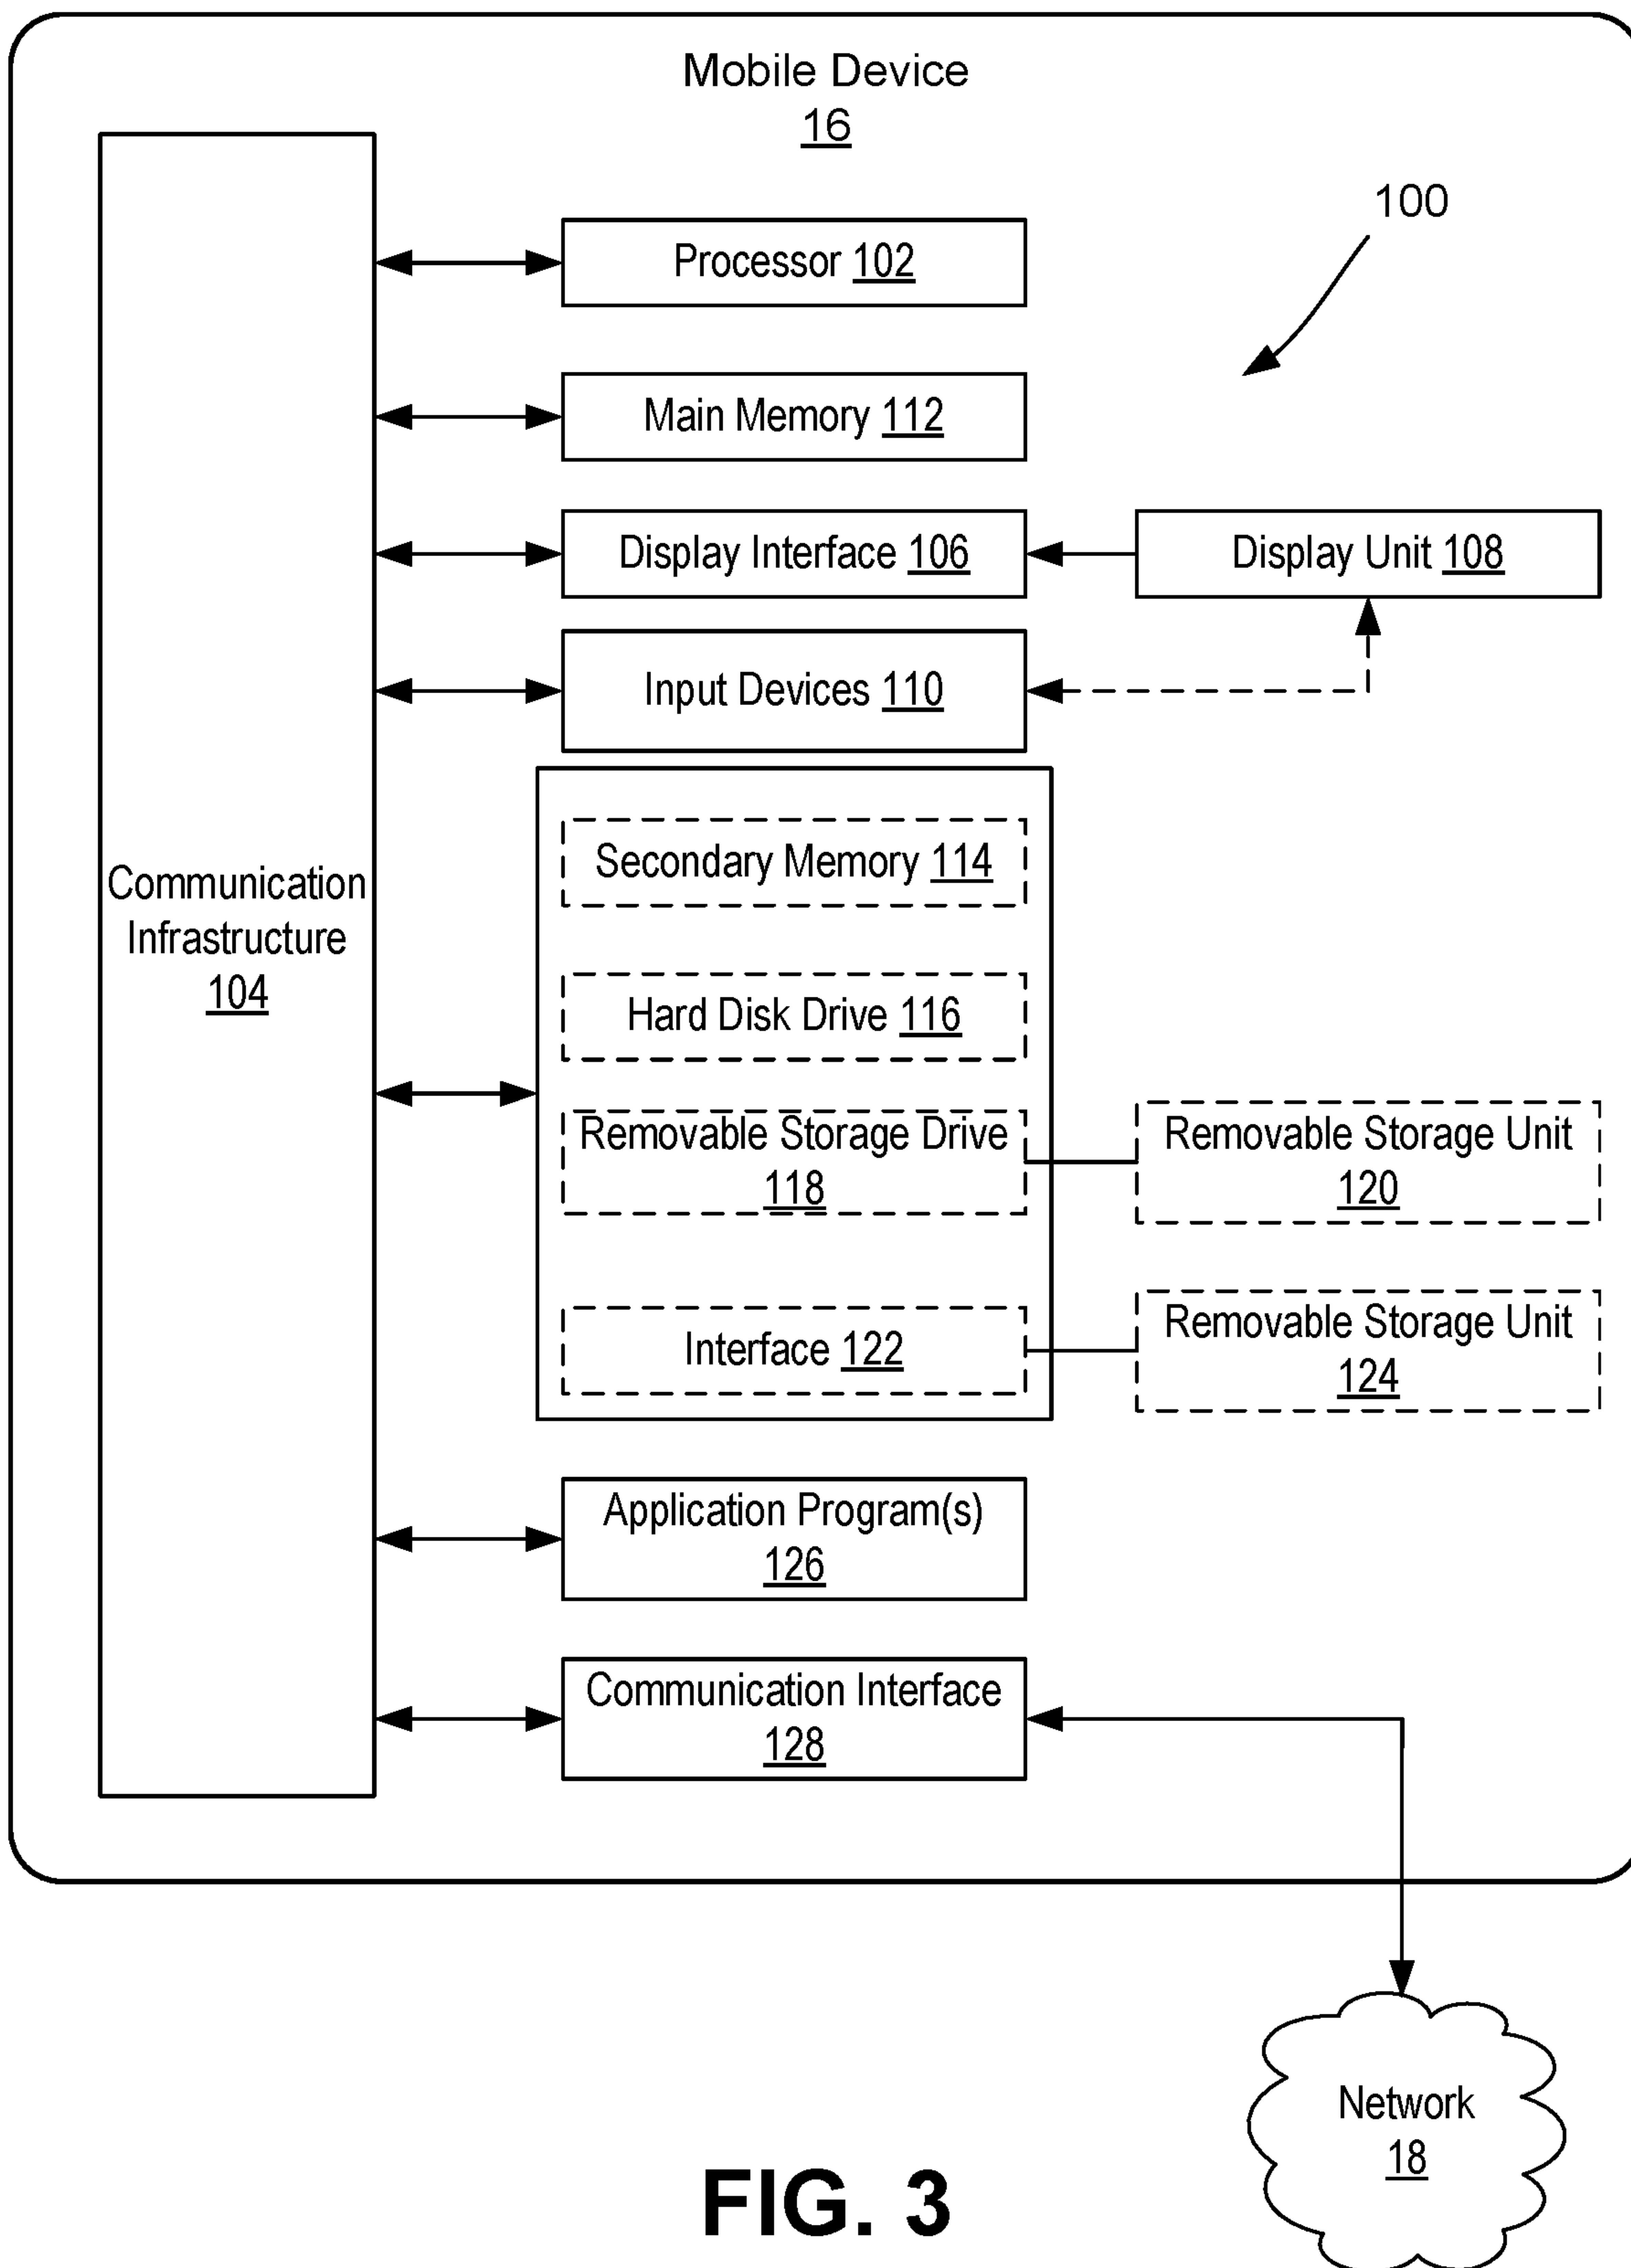 Mobile Device
16
100
Processor 102
Main Memory 112
Display Interface 106
Display Unit 108
Input Devices 110
Communication
Infrastructure
104
Secondary Memory 114
Hard Disk Drive 116
Removable Storage Drive
118
Removable Storage Unit
120
Interface 122
Removable Storage Unit
124
Application Program(s)
126
Communication Interface
128
Network
18
FIG. 3